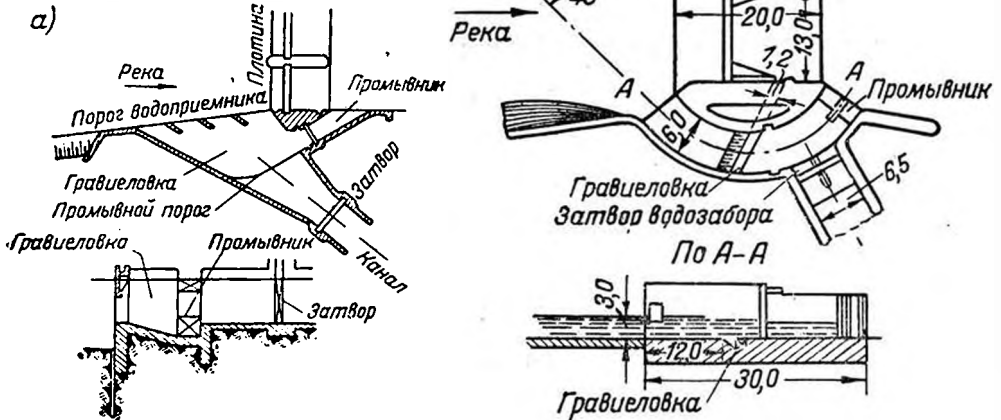 а)
Плотина
Река
Промывник
Порог водоприемника
Затвор
Гравиеловка
Промывной порог
Канал
Гравиеловка
Промывник
Затвор
Река
20,0
13,0
1,2
А
А
Промывник
6,0
Гравиеловка
6,5
Затвор водозабора
По А-А
3,0
12,0
30,0
Гравиеловка